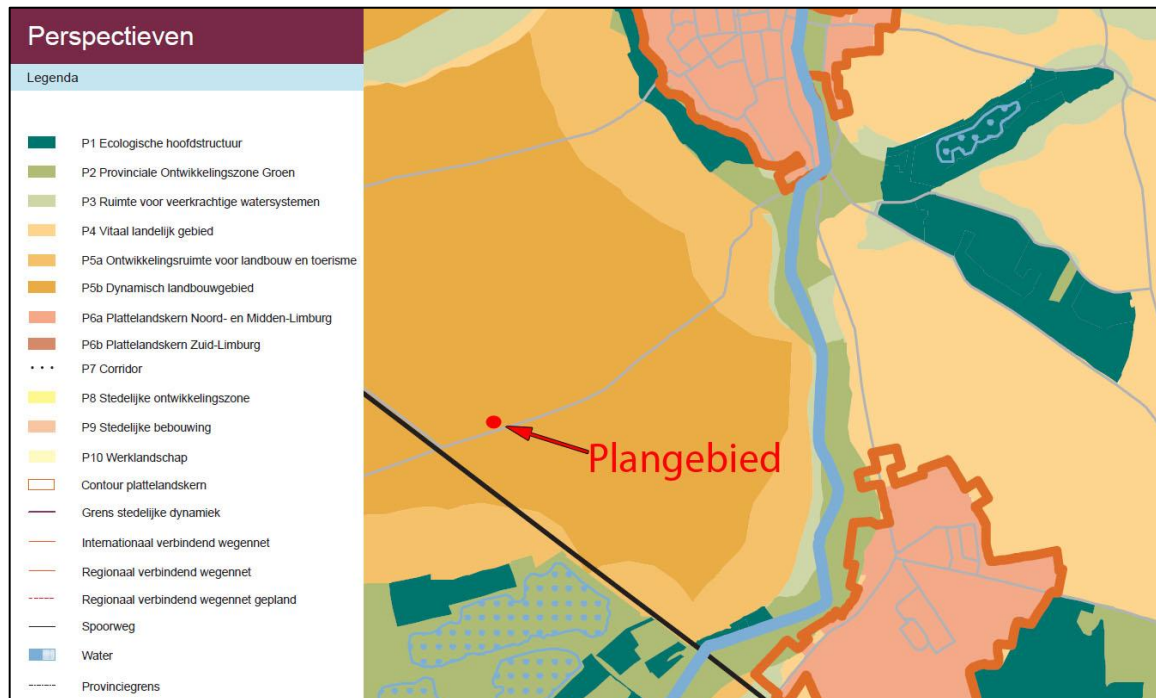 Perspectieven
Legenda
P1 Ecologische hoofdstructuur
P2 Provinciale Ontwikkelingszone Groen
P3 Ruimte voor veerkrachtige watersystemen
P4 Vitaal landelijk gebied
P5a Ontwikkelingsruimte voor landbouw en toerisme
P5b Dynamisch landbouwgebied
P6a Plattelandskern Noord- en Midden-Limburg
P6b Plattelandskern Zuid-Limburg
P7 Corridor
P8 Stedelijke ontwikkelingszone
P9 Stedelijke bebouwing
P10 Werklandschap
Contour plattelandskern
Grens stedelijke dynamiek
Internationaal verbindend wegennet
Regionaal verbindend wegennet
Regionaal verbindend wegennet gepland
Spoorweg
Water
Provinciegrens
Plangebied